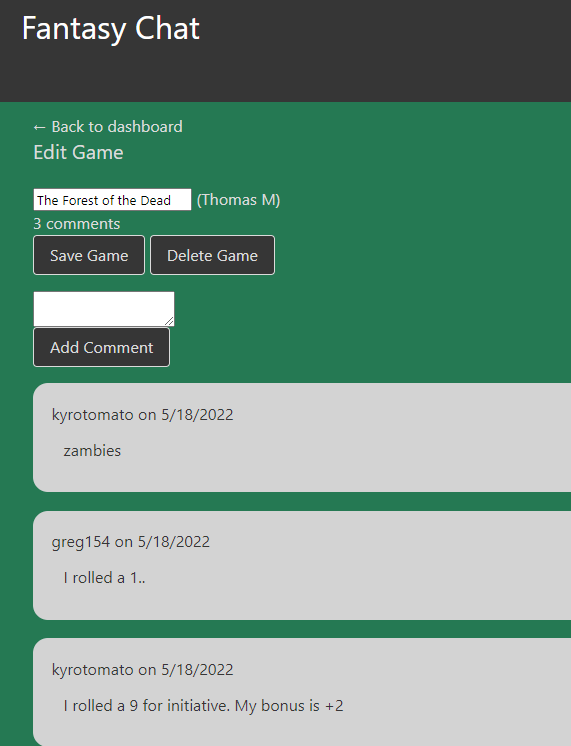 Fantasy Chat
← Back to dashboard
Edit Game
The Forest of the Dead (Thomas M)
3 comments
Save Game Delete Game
Add Comment
kyrotomato on 5/18/2022
zambies
greg154 on 5/18/2022
I rolled a 1..
kyrotomato on 5/18/2022
I rolled a 9 for initiative. My bonus is +2